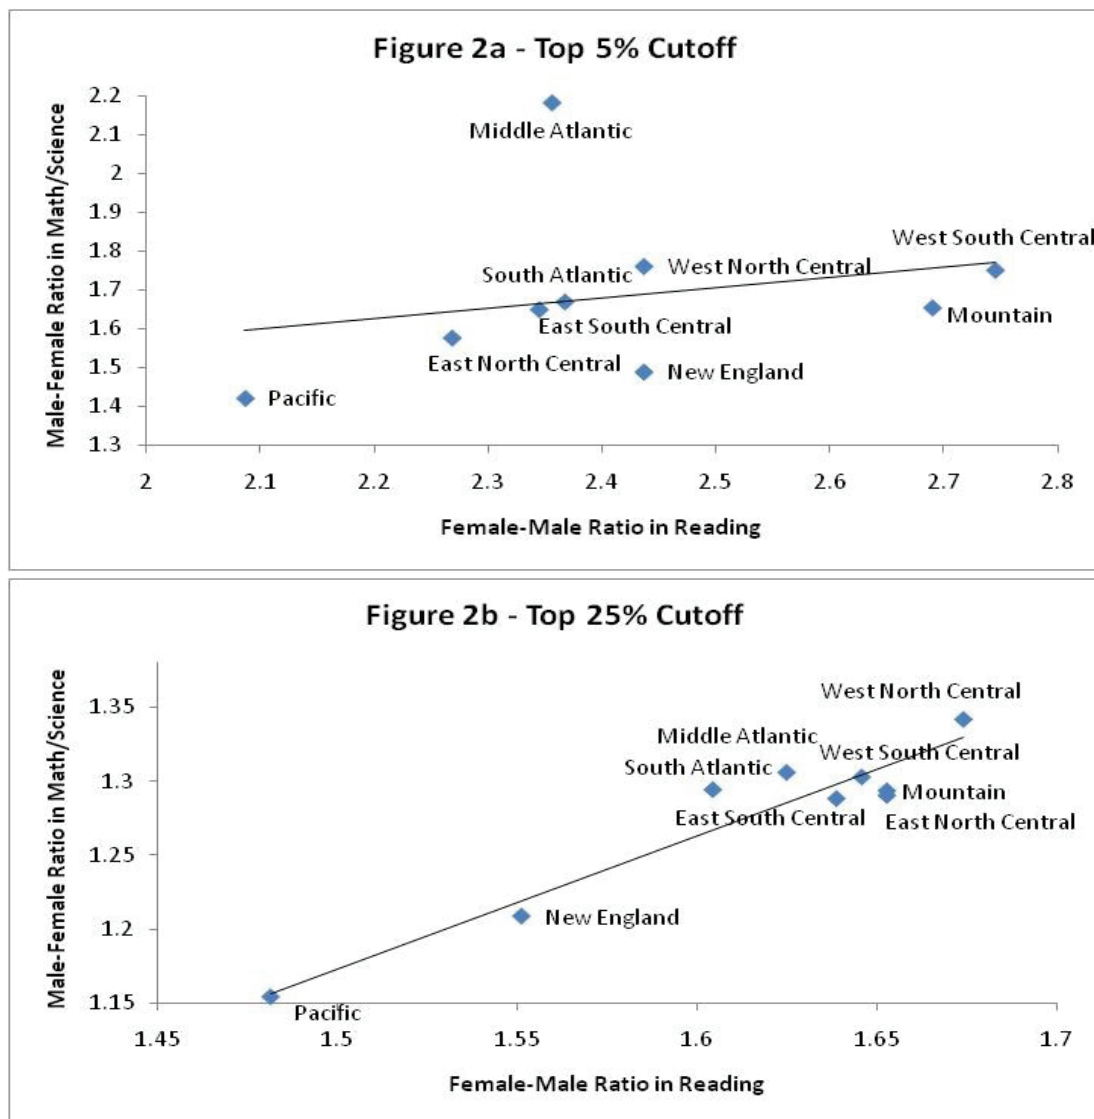 Figure 2a - Top 5% Cutoff
Male-Female Ratio in Math/Science
2.2
2.1
2
1.9
1.8
1.7
1.6
1.5
1.4
1.3
Middle Atlantic
West South Central
South Atlantic
West North Central
East South Central
Mountain
East North Central
New England
Pacific
2 2.1 2.2 2.3 2.4 2.5 2.6 2.7 2.8
Female-Male Ratio in Reading
Figure 2b - Top 25% Cutoff
Male-Female Ratio in Math/Science
1.35
1.3
1.25
1.2
1.15
West North Central
Middle Atlantic
West South Central
South Atlantic
Mountain
East South Central
East North Central
New England
Pacific
1.45 1.5 1.55 1.6 1.65 1.7
Female-Male Ratio in Reading